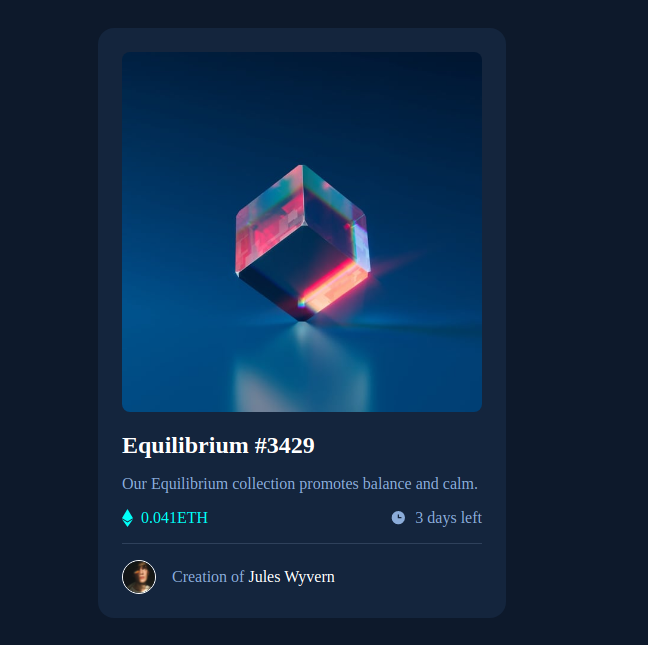 Equilibrium #3429
Our Equilibrium collection promotes balance and calm.
0.041ETH 3 days left
Creation of Jules Wyvern